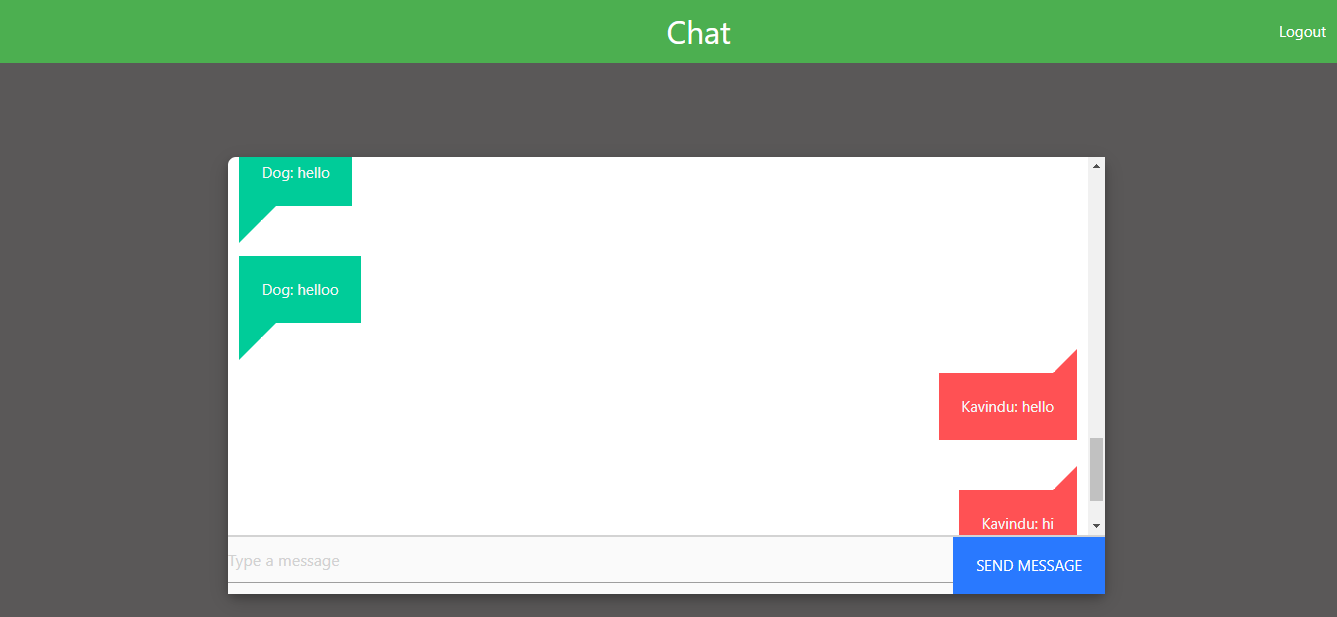 Chat
Logout
Dog: hello
Dog: helloo
Kavindu: hello
Kavindu: hi
Type a message
SEND MESSAGE